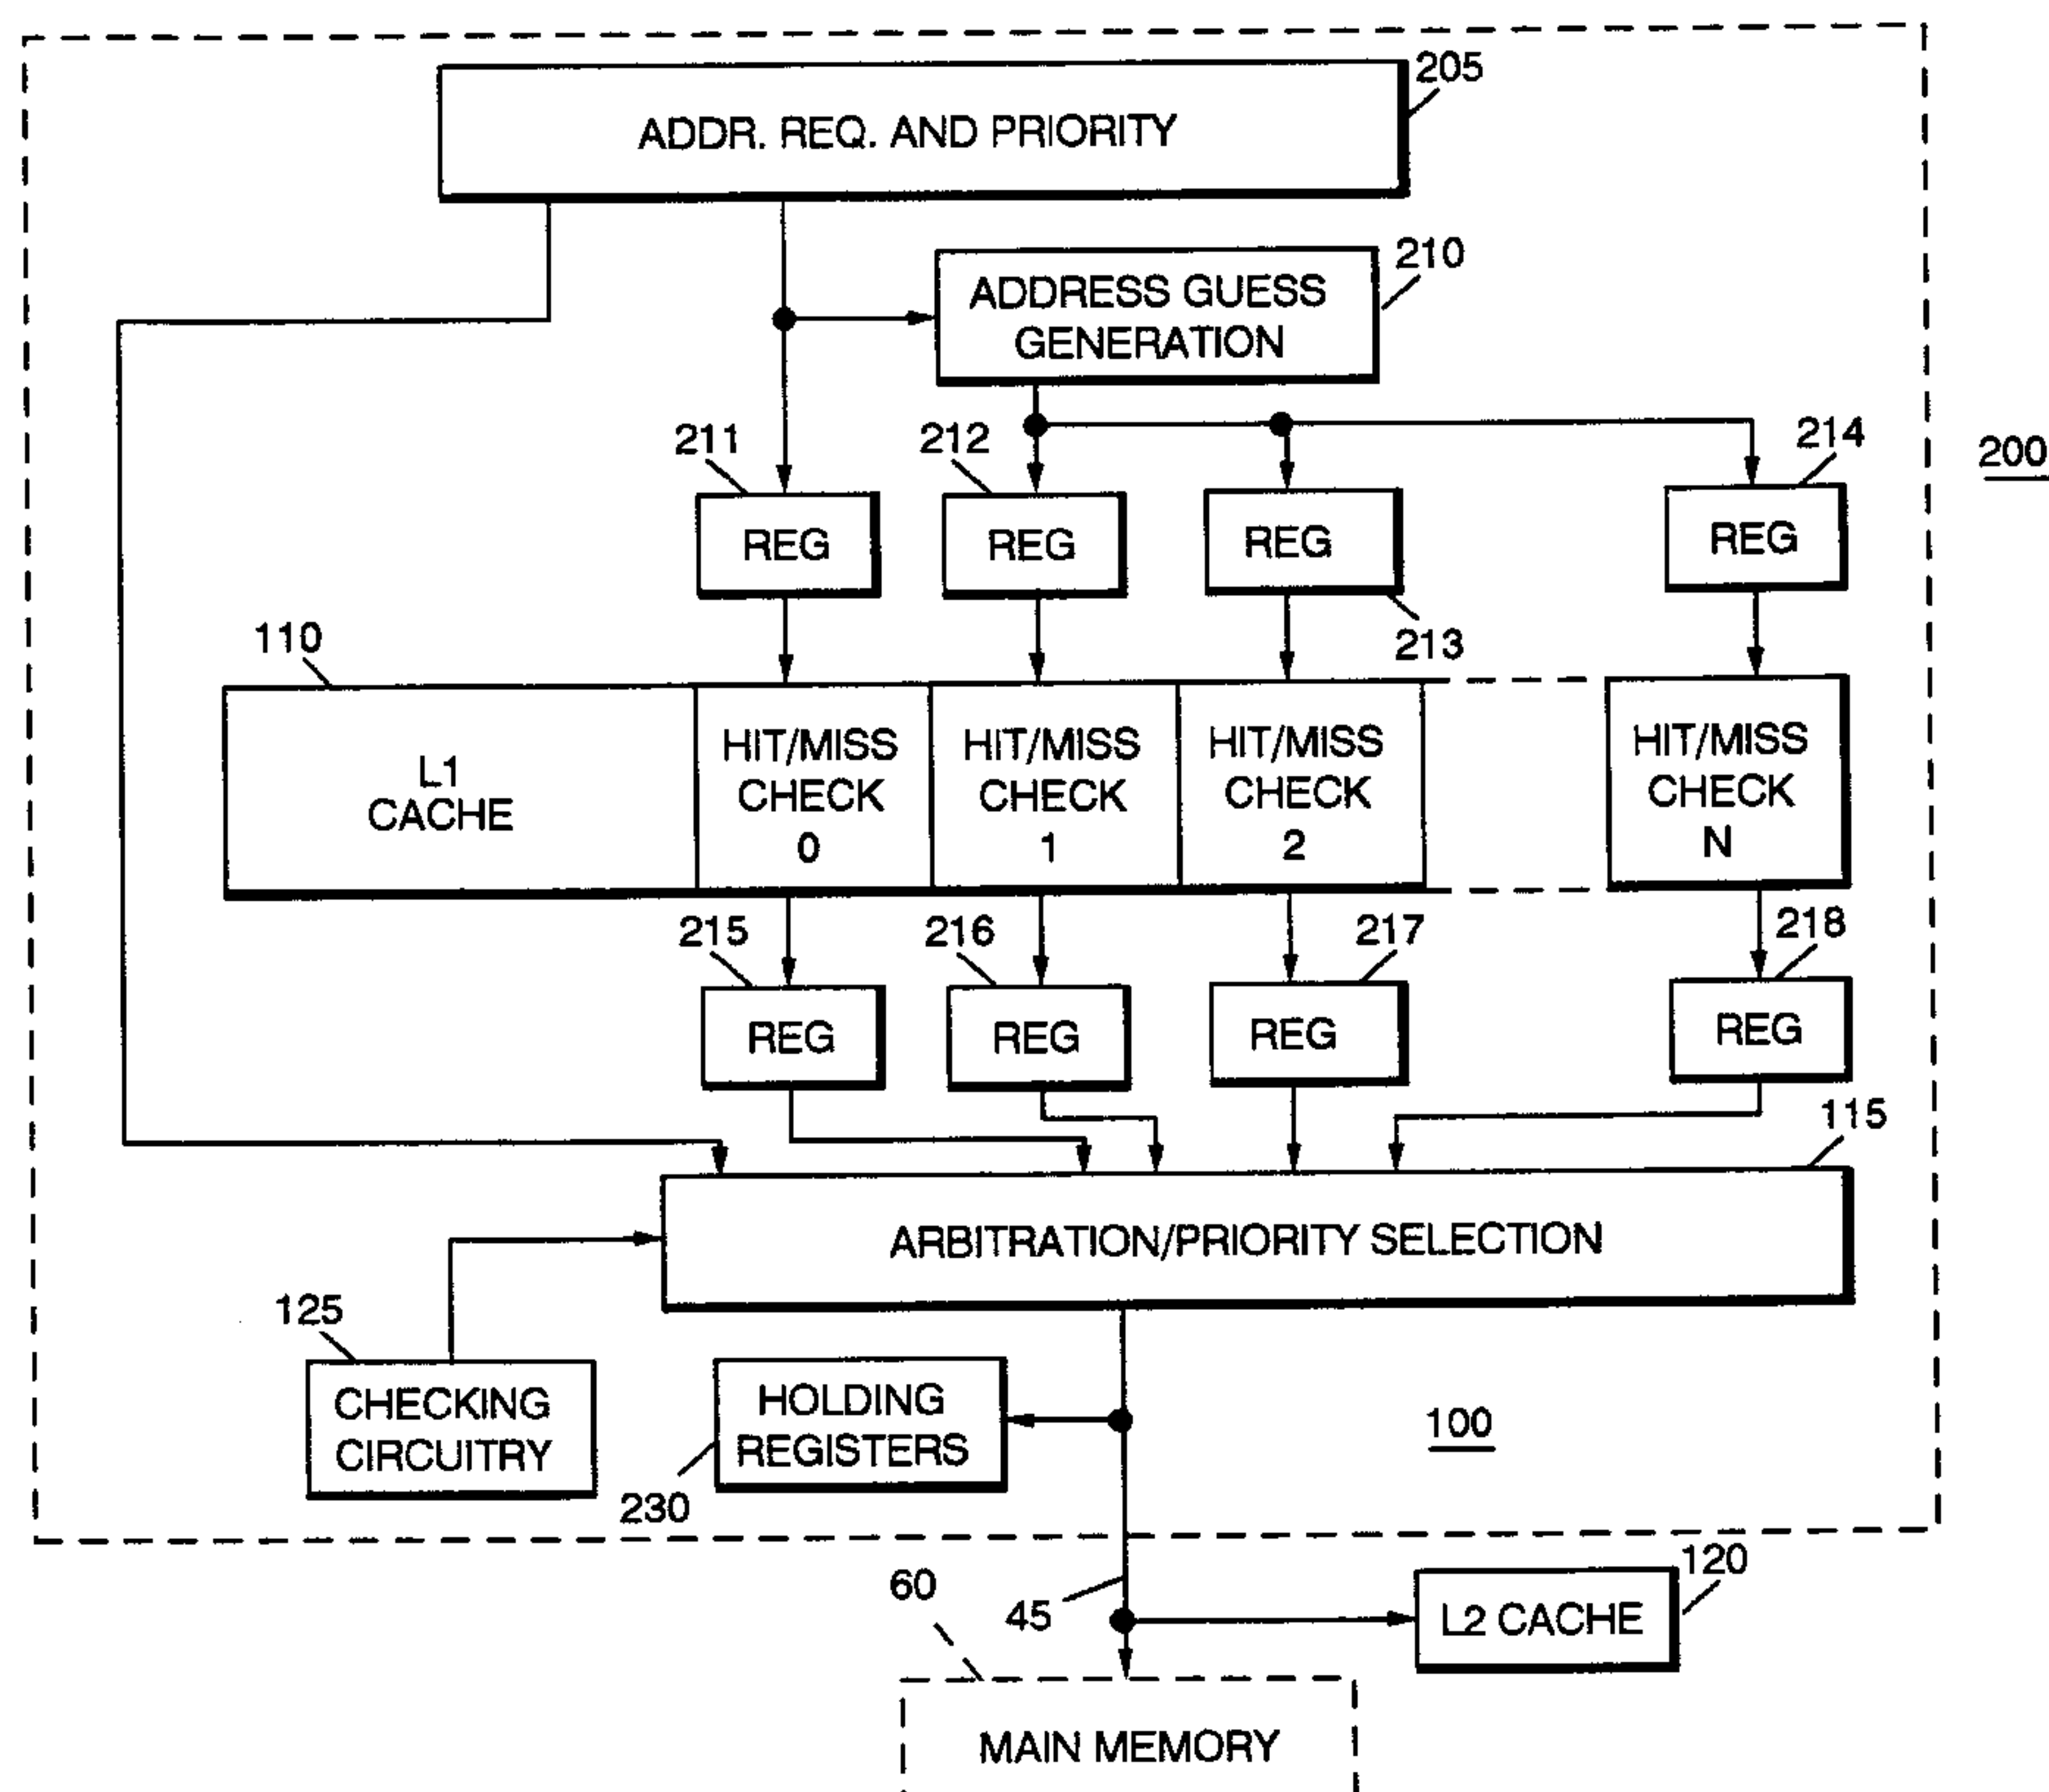 205
ADDR. REQ. AND PRIORITY
210
ADDRESS GUESS
GENERATION
211
212
214
200
REG
REG
REG
REG
213
110
L1
CACHE
HIT/MISS
CHECK
0
HIT/MISS
CHECK
1
HIT/MISS
CHECK
2
HIT/MISS
CHECK
N
215
216
217
218
REG
REG
REG
REG
115
ARBITRATION/PRIORITY SELECTION
125
CHECKING
CIRCUITRY
HOLDING
REGISTERS
230
100
60
45
120
L2 CACHE
MAIN MEMORY